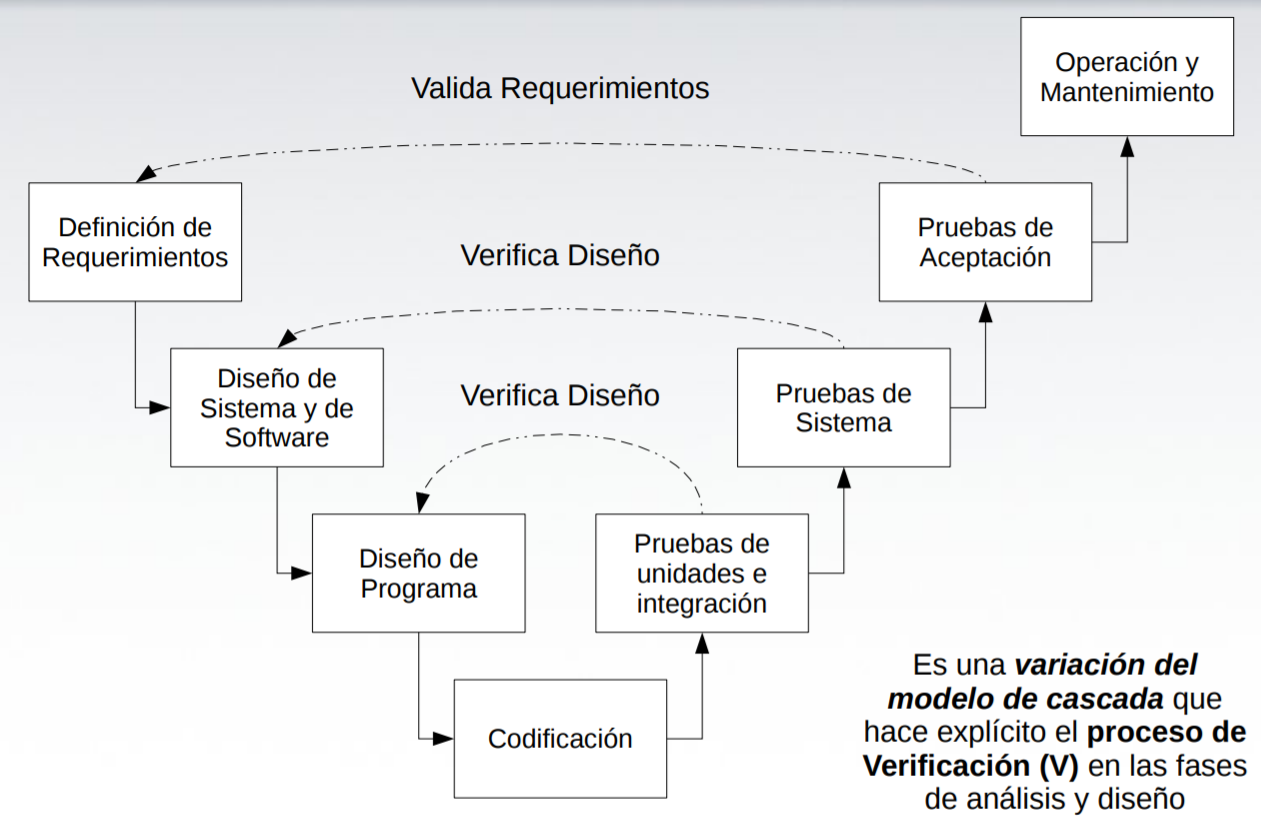 Operación y
Mantenimiento
Valida Requerimientos
Definición de
Requerimientos
Pruebas de
Aceptación
Verifica Diseño
Diseño de
Sistema y de
Software
Pruebas de
Sistema
Verifica Diseño
Diseño de
Programa
Pruebas de
unidades e
integración
Codificación
Es una variación del
modelo de cascada que
hace explícito el proceso de
Verificación (V) en las fases
de análisis y diseño